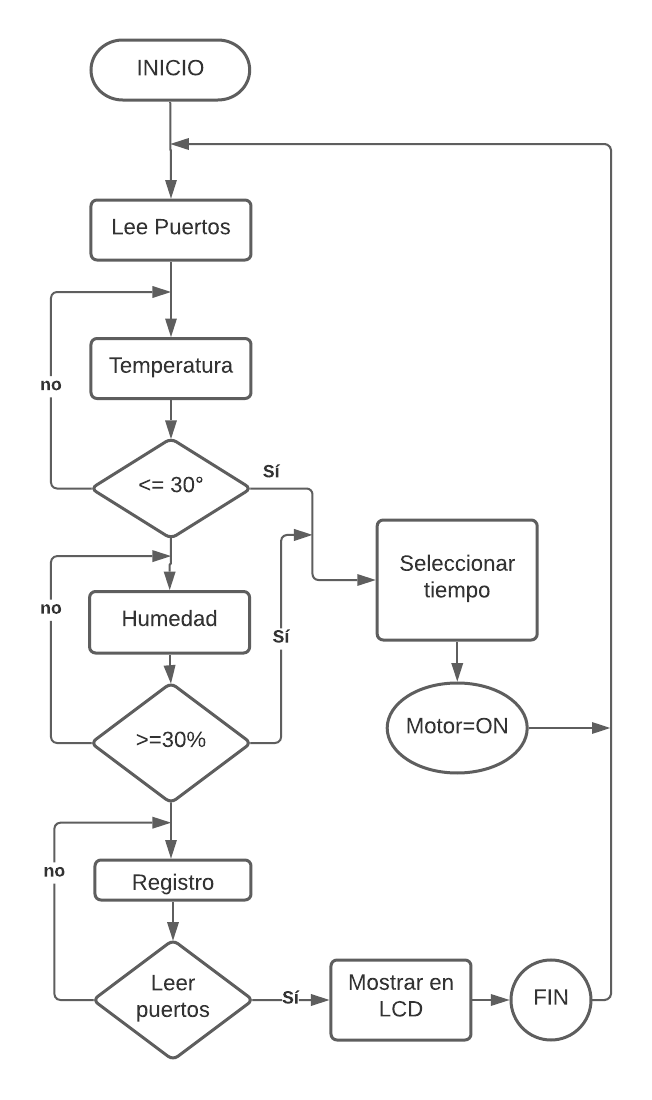 INICIO
Lee Puertos
no
Temperatura
Sí
<= 30°
Seleccionar
tiempo
no
Humedad
Sí
Motor=ON
>=30%
no
Registro
Leer
puertos
Sí
Mostrar en
LCD
FIN